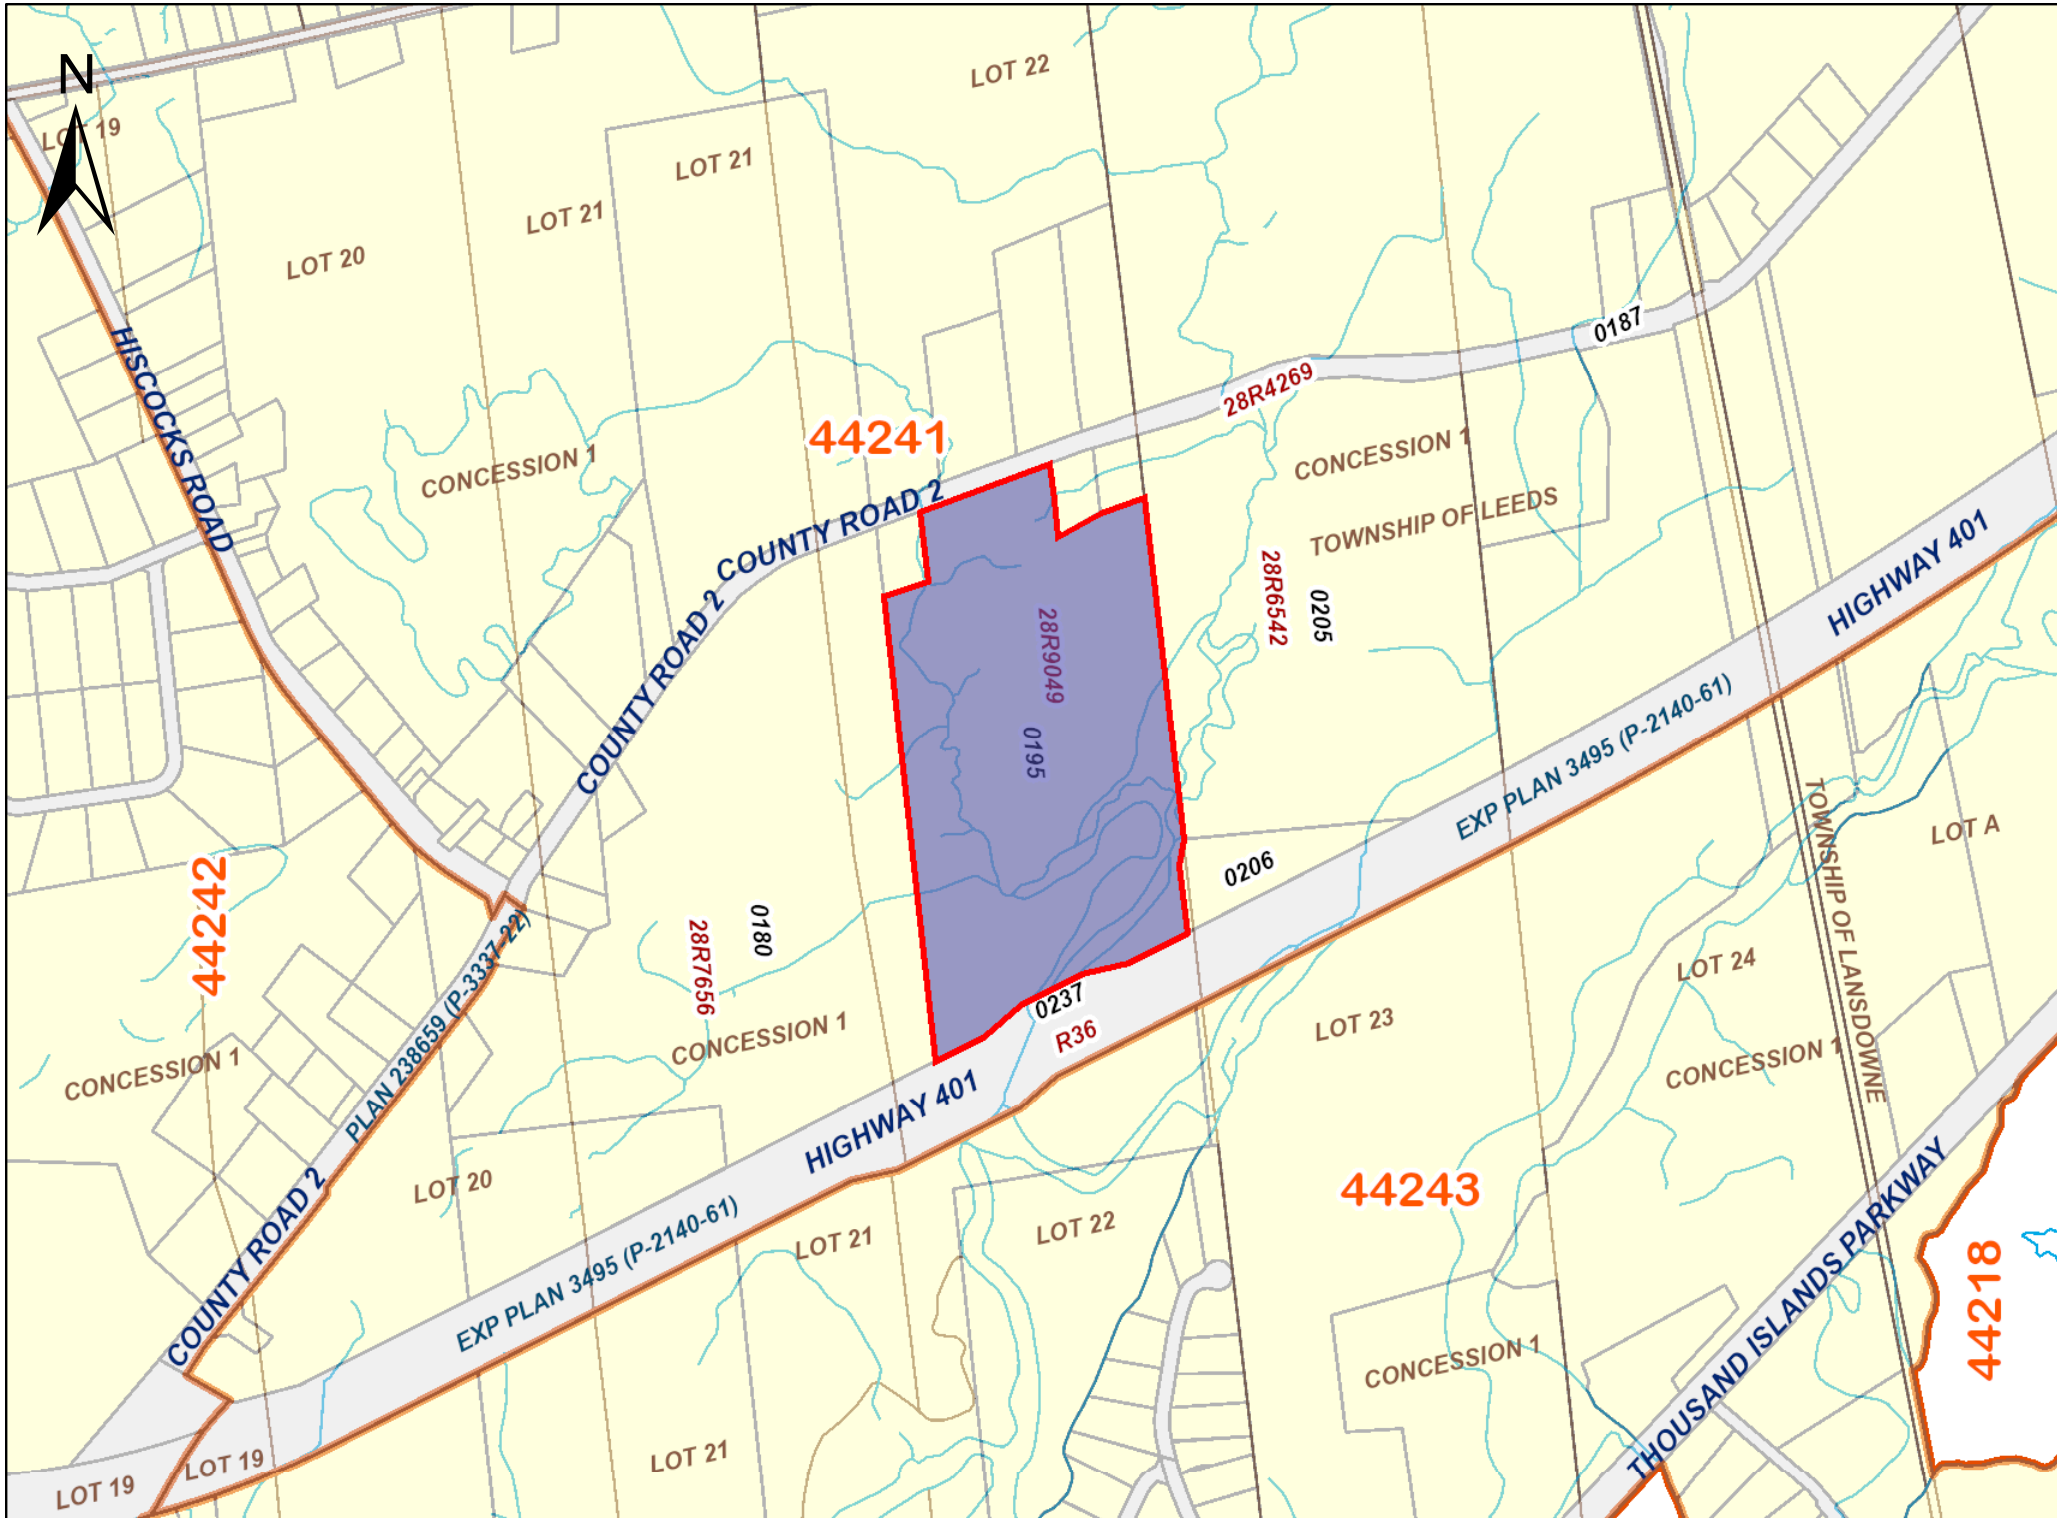 N
LOT 19
LOT 22
LOT 21
LOT 21
LOT 20
0187
HISCOCKS ROAD
28R4269
44241
CONCESSION 1
CONCESSION 1
COUNTY ROAD 2
TOWNSHIP OF LEEDS
HIGHWAY 401
28R6542
0205
28R9049
COUNTY ROAD 2
0195
EXP PLAN 3495 (P-2140-61)
TOWNSHIP OF LANSDOWNE
LOT A
0206
44242
0180
28R7656
PLAN 238659 (P-3337-22)
LOT 24
0237
R36
LOT 23
CONCESSION 1
CONCESSION 1
CONCESSION 1
HIGHWAY 401
LOT 20
44243
THOUSAND ISLANDS PARKWAY
LOT 22
LOT 21
COUNTY ROAD 2
EXP PLAN 3495 (P-2140-61)
44218
CONCESSION 1
LOT 21
LOT 19
LOT 19